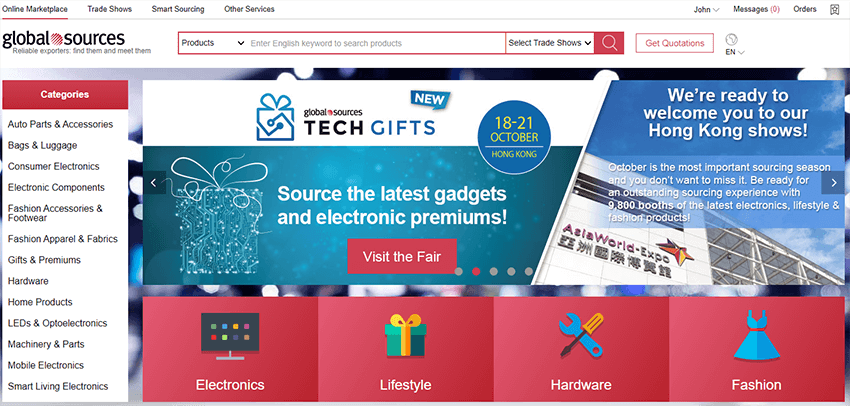 Online Marketplace Trade Shows Smart Sourcing Other Services John Messages (0) Orders
global sources
Reliable exporters: find them and meet them
Products Enter English keyword to search products Select Trade Shows Get Quotations EN
Categories
Auto Parts & Accessories
Bags & Luggage
Consumer Electronics
Electronic Components
Fashion Accessories &
Footwear
Fashion Apparel & Fabrics
Gifts & Premiums
Hardware
Home Products
LEDs & Optoelectronics
Machinery & Parts
Mobile Electronics
Smart Living Electronics
global sources
TECH GIFTS
NEW
18-21
OCTOBER
HONG KONG
Source the latest gadgets
and electronic premiums!
Visit the Fair
We're ready to
welcome you to our
Hong Kong shows!
October is the most important sourcing season
and you don't want to miss it. Be ready for
an outstanding sourcing experience with
9,800 booths of the latest electronics, lifestyle &
fashion products!
AsiaWorld-Expo
亞洲國際博覽館
Electronics
Lifestyle
Hardware
Fashion